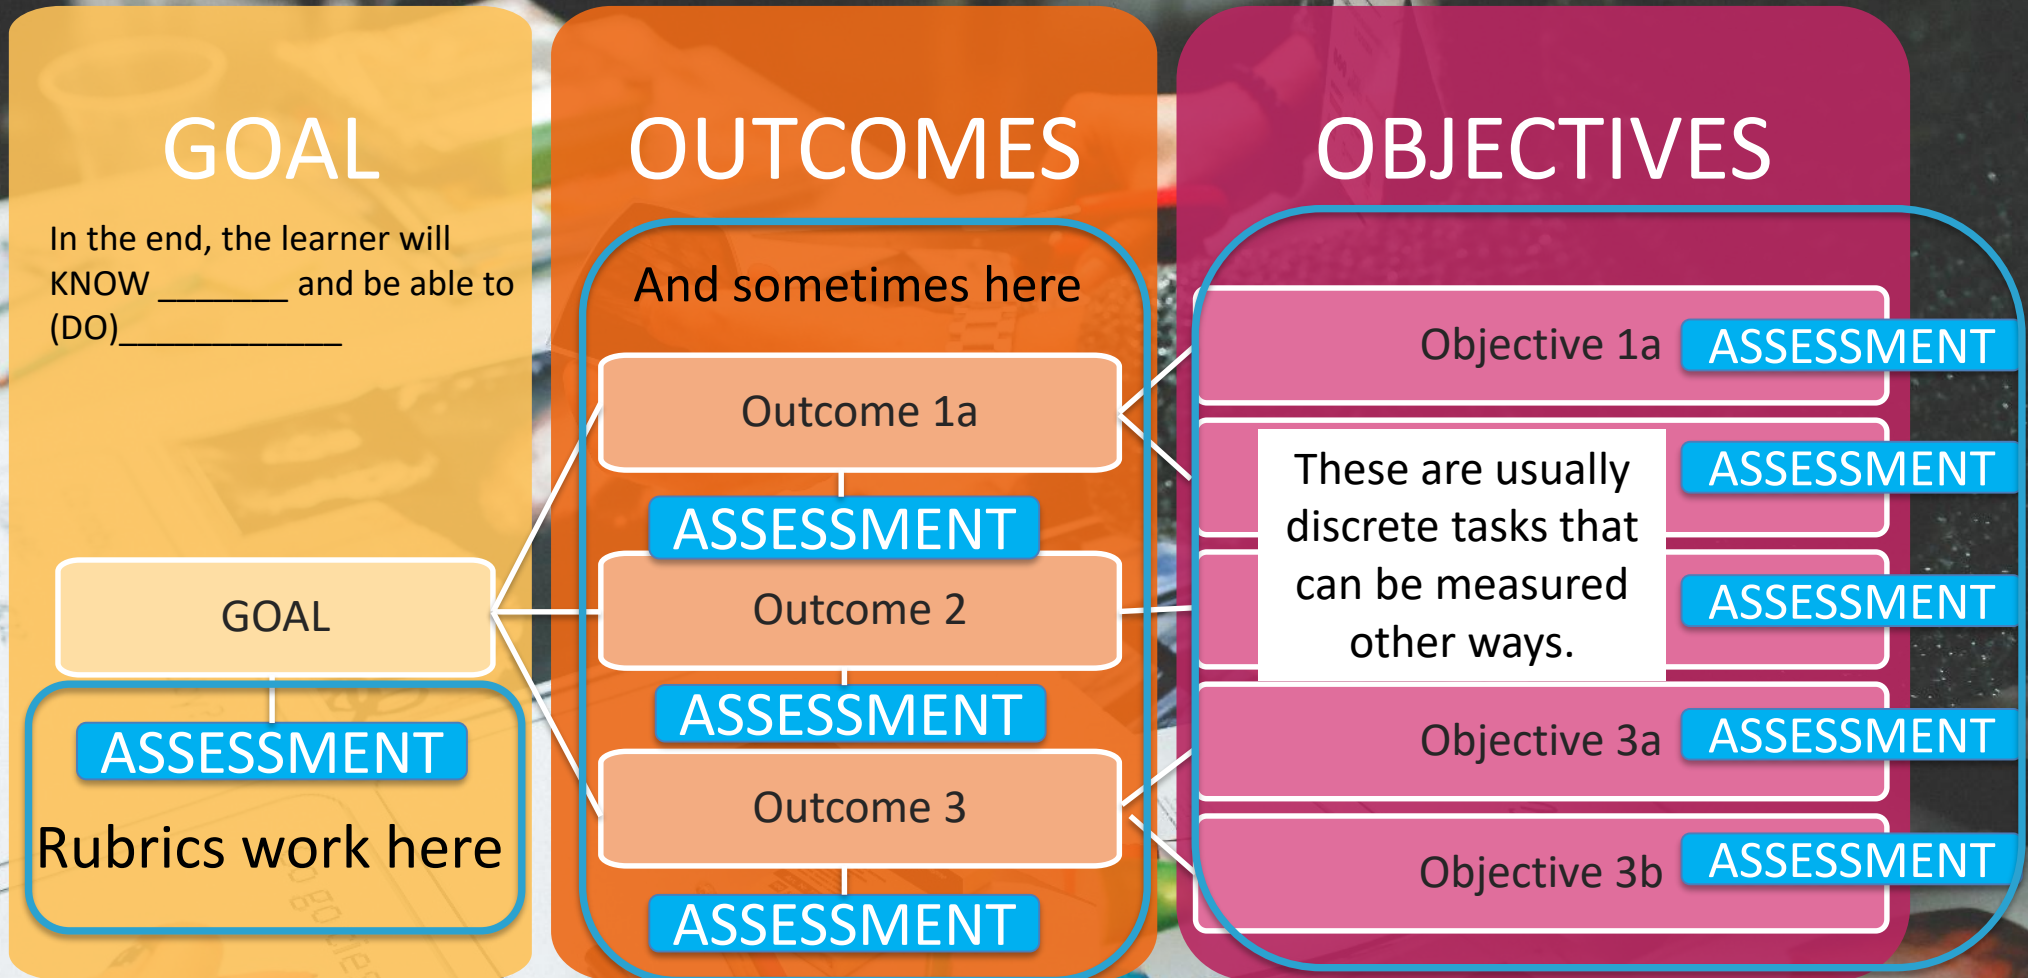 GOAL
In the end, the learner will
KNOW _______ and be able to
(DO)____________
GOAL
ASSESSMENT
Rubrics work here
OUTCOMES
And sometimes here
Outcome 1a
ASSESSMENT
Outcome 2
ASSESSMENT
Outcome 3
ASSESSMENT
OBJECTIVES
Objective 1a
ASSESSMENT
ASSESSMENT
These are usually
discrete tasks that
can be measured
other ways.
ASSESSMENT
Objective 3a
ASSESSMENT
Objective 3b
ASSESSMENT